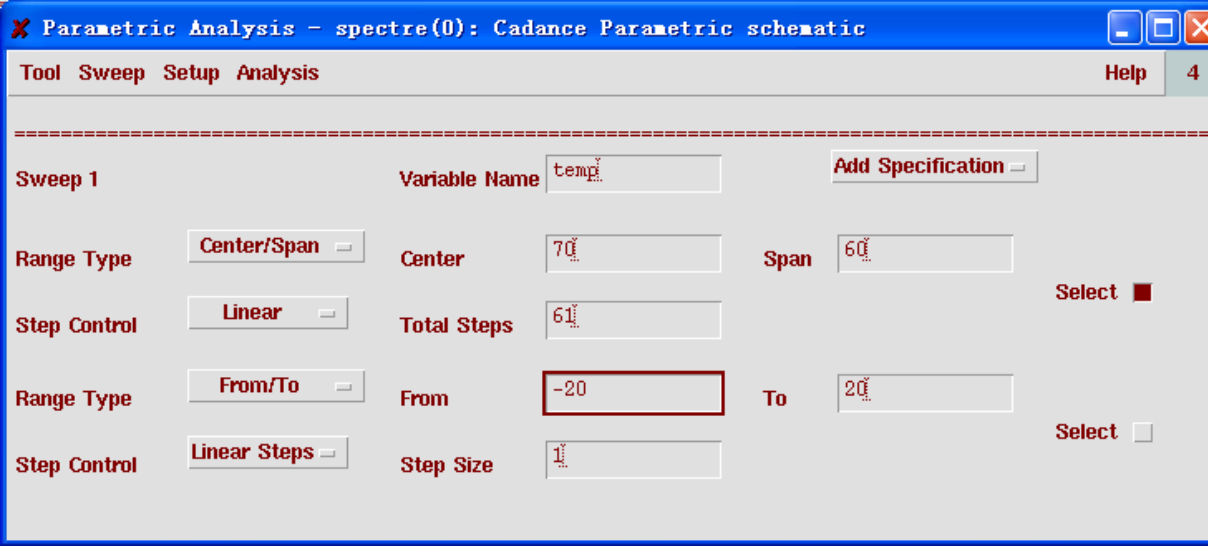 Parametric Analysis - spectre(0): Cadance Parametric schematic
Tool Sweep Setup Analysis Help 4
================================================================
Sweep 1 Variable Name temp Add Specification
Range Type Center/Span Center 70 Span 60
Select
Step Control Linear Total Steps 61
Range Type From/To From -20 To 20
Select
Step Control Linear Steps Step Size 1